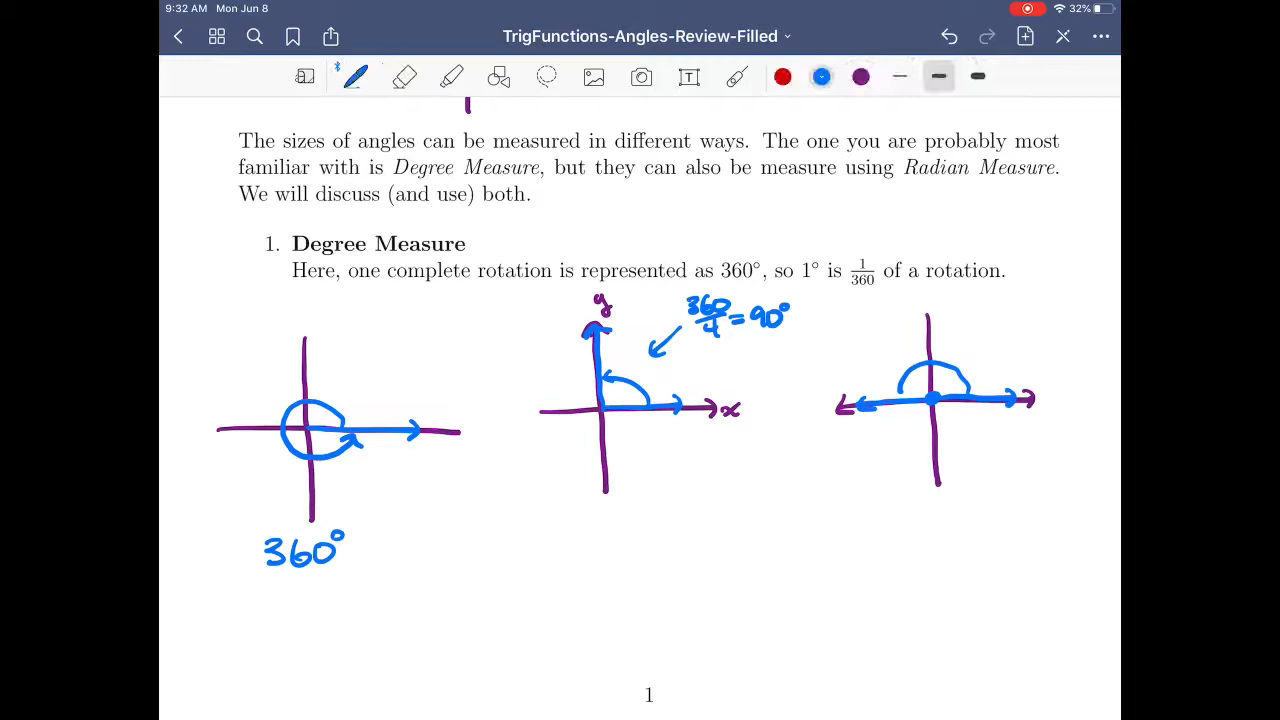 9:32 AM Mon Jun 8
32%
TrigFunctions-Angles-Review-Filled
The sizes of angles can be measured in different ways. The one you are probably most
familiar with is Degree Measure, but they can also be measure using Radian Measure.
We will discuss (and use) both.
1. Degree Measure
Here, one complete rotation is represented as 360°, so 1° is 1/360 of a rotation.
y
360/4 = 90°
x
360°
1